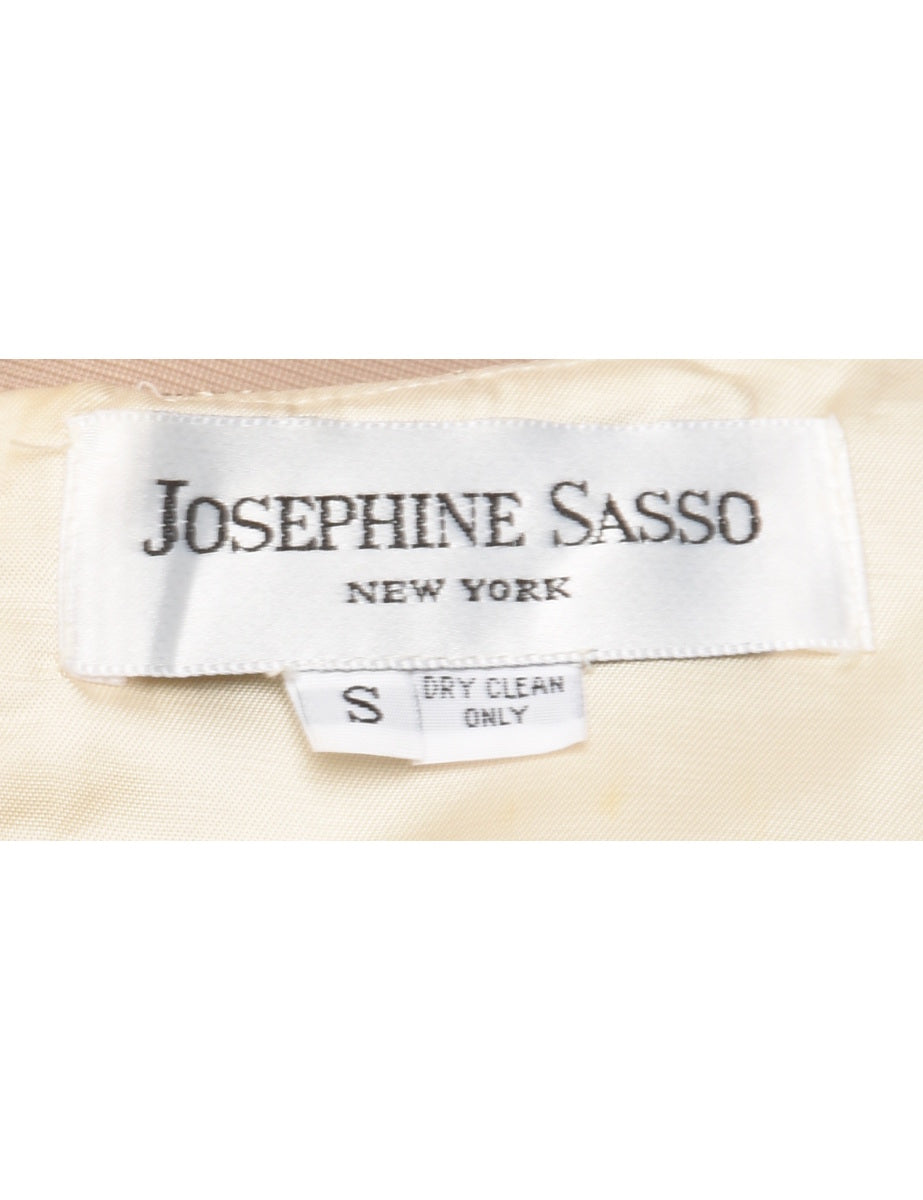 JOSEPHINE SASSO
NEW YORK
S
DRY CLEAN
ONLY